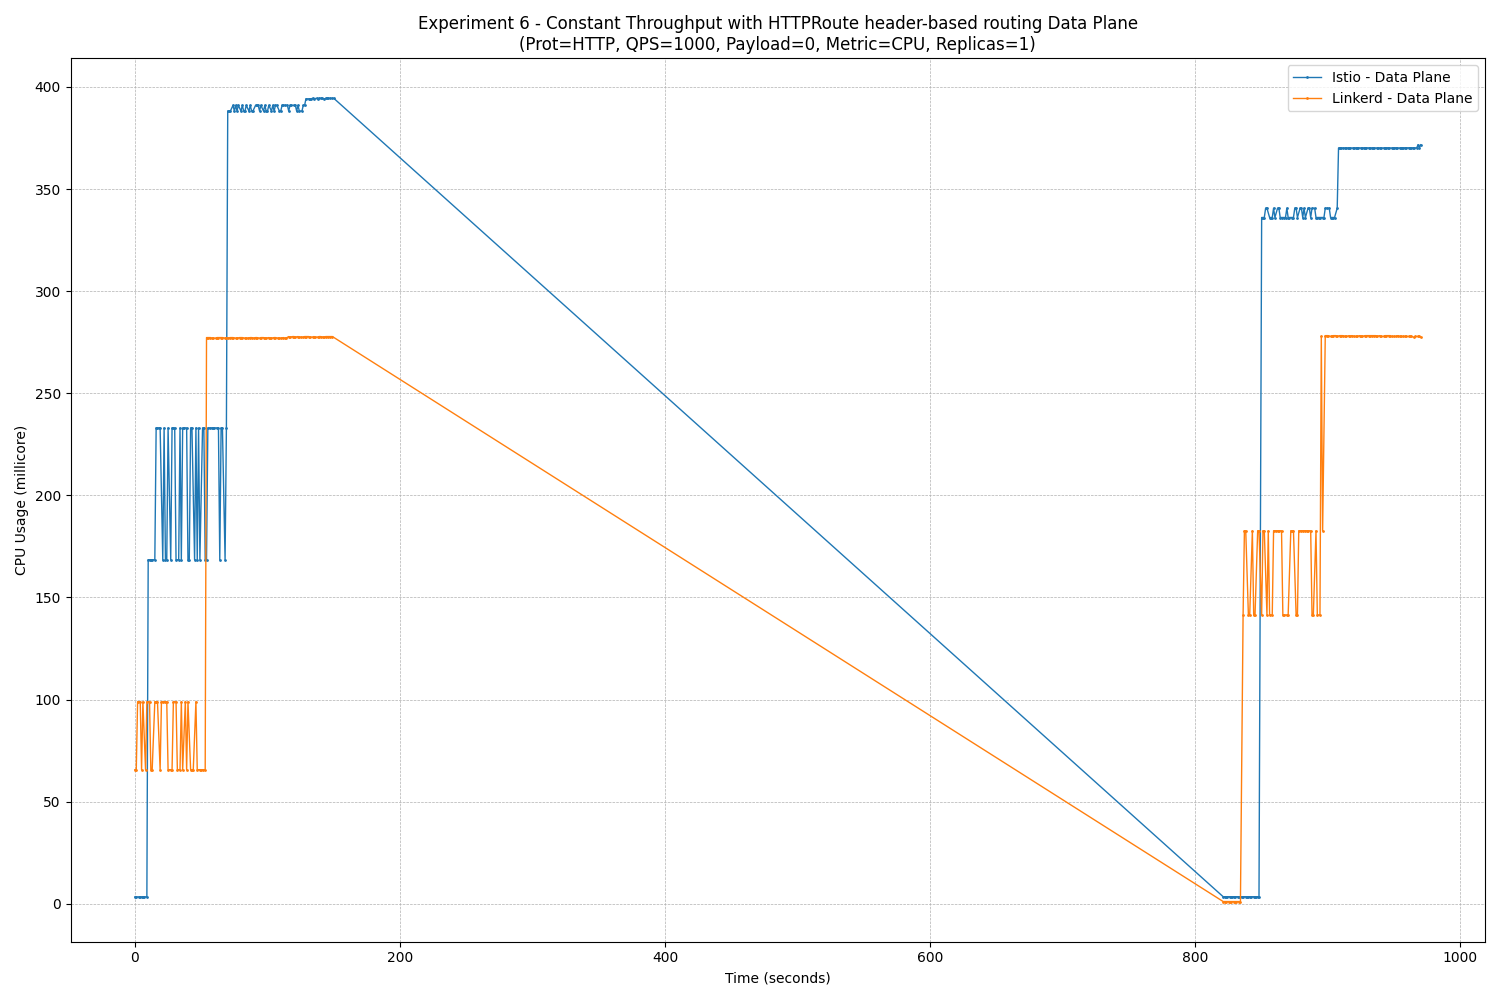 Experiment 6 - Constant Throughput with HTTPRoute header-based routing Data Plane
(Prot=HTTP, QPS=1000, Payload=0, Metric=CPU, Replicas=1)
Istio - Data Plane
Linkerd - Data Plane
CPU Usage (millicore)
400
350
300
250
200
150
100
50
0
0
200
400
600
800
1000
Time (seconds)